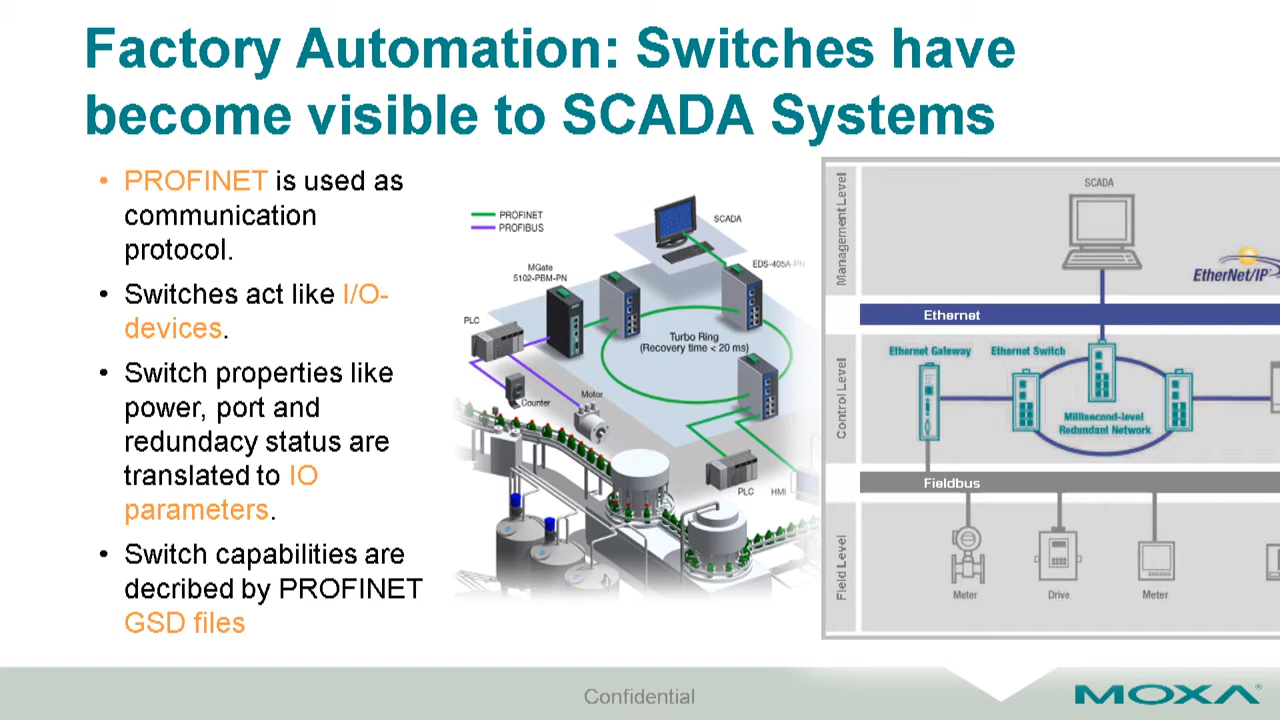 Factory Automation: Switches have
become visible to SCADA Systems
• PROFINET is used as
communication
protocol.
• Switches act like I/O-
devices.
• Switch properties like
power, port and
redundacy status are
translated to IO
parameters.
• Switch capabilities are
decribed by PROFINET
GSD files
PROFINET
PROFIBUS
SCADA
EDS-405A-PN
MGate
5102-PBM-PN
PLC
Turbo Ring
(Recovery time < 20 ms)
Counter
Motor
PLC
HMI
Management Level
SCADA
EtherNet/IP
Ethernet
Control Level
Ethernet Gateway
Ethernet Switch
Millisecond-level
Redundant Network
Fieldbus
Field Level
Meter
Drive
Meter
Confidential
MOXA®